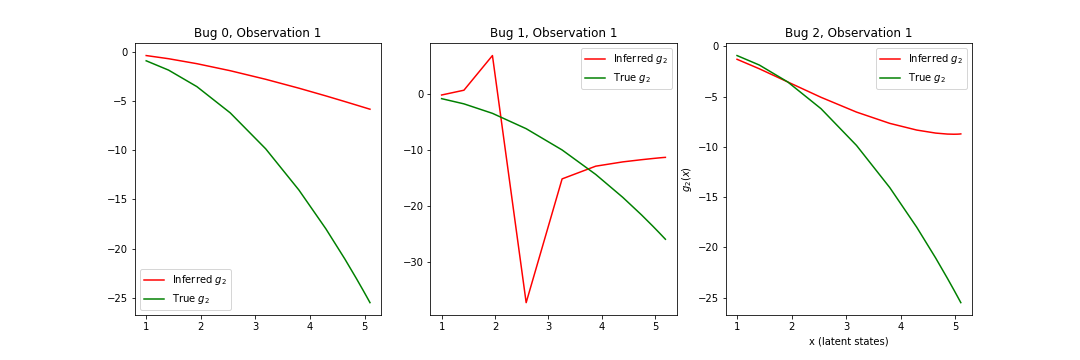 Bug 0, Observation 1
0
−5
−10
−15
−20
−25
1 2 3 4 5
Inferred g₂
True g₂
Bug 1, Observation 1
0
−10
−20
−30
1 2 3 4 5
Inferred g₂
True g₂
Bug 2, Observation 1
g₂(x)
0
−5
−10
−15
−20
−25
1 2 3 4 5
x (latent states)
Inferred g₂
True g₂